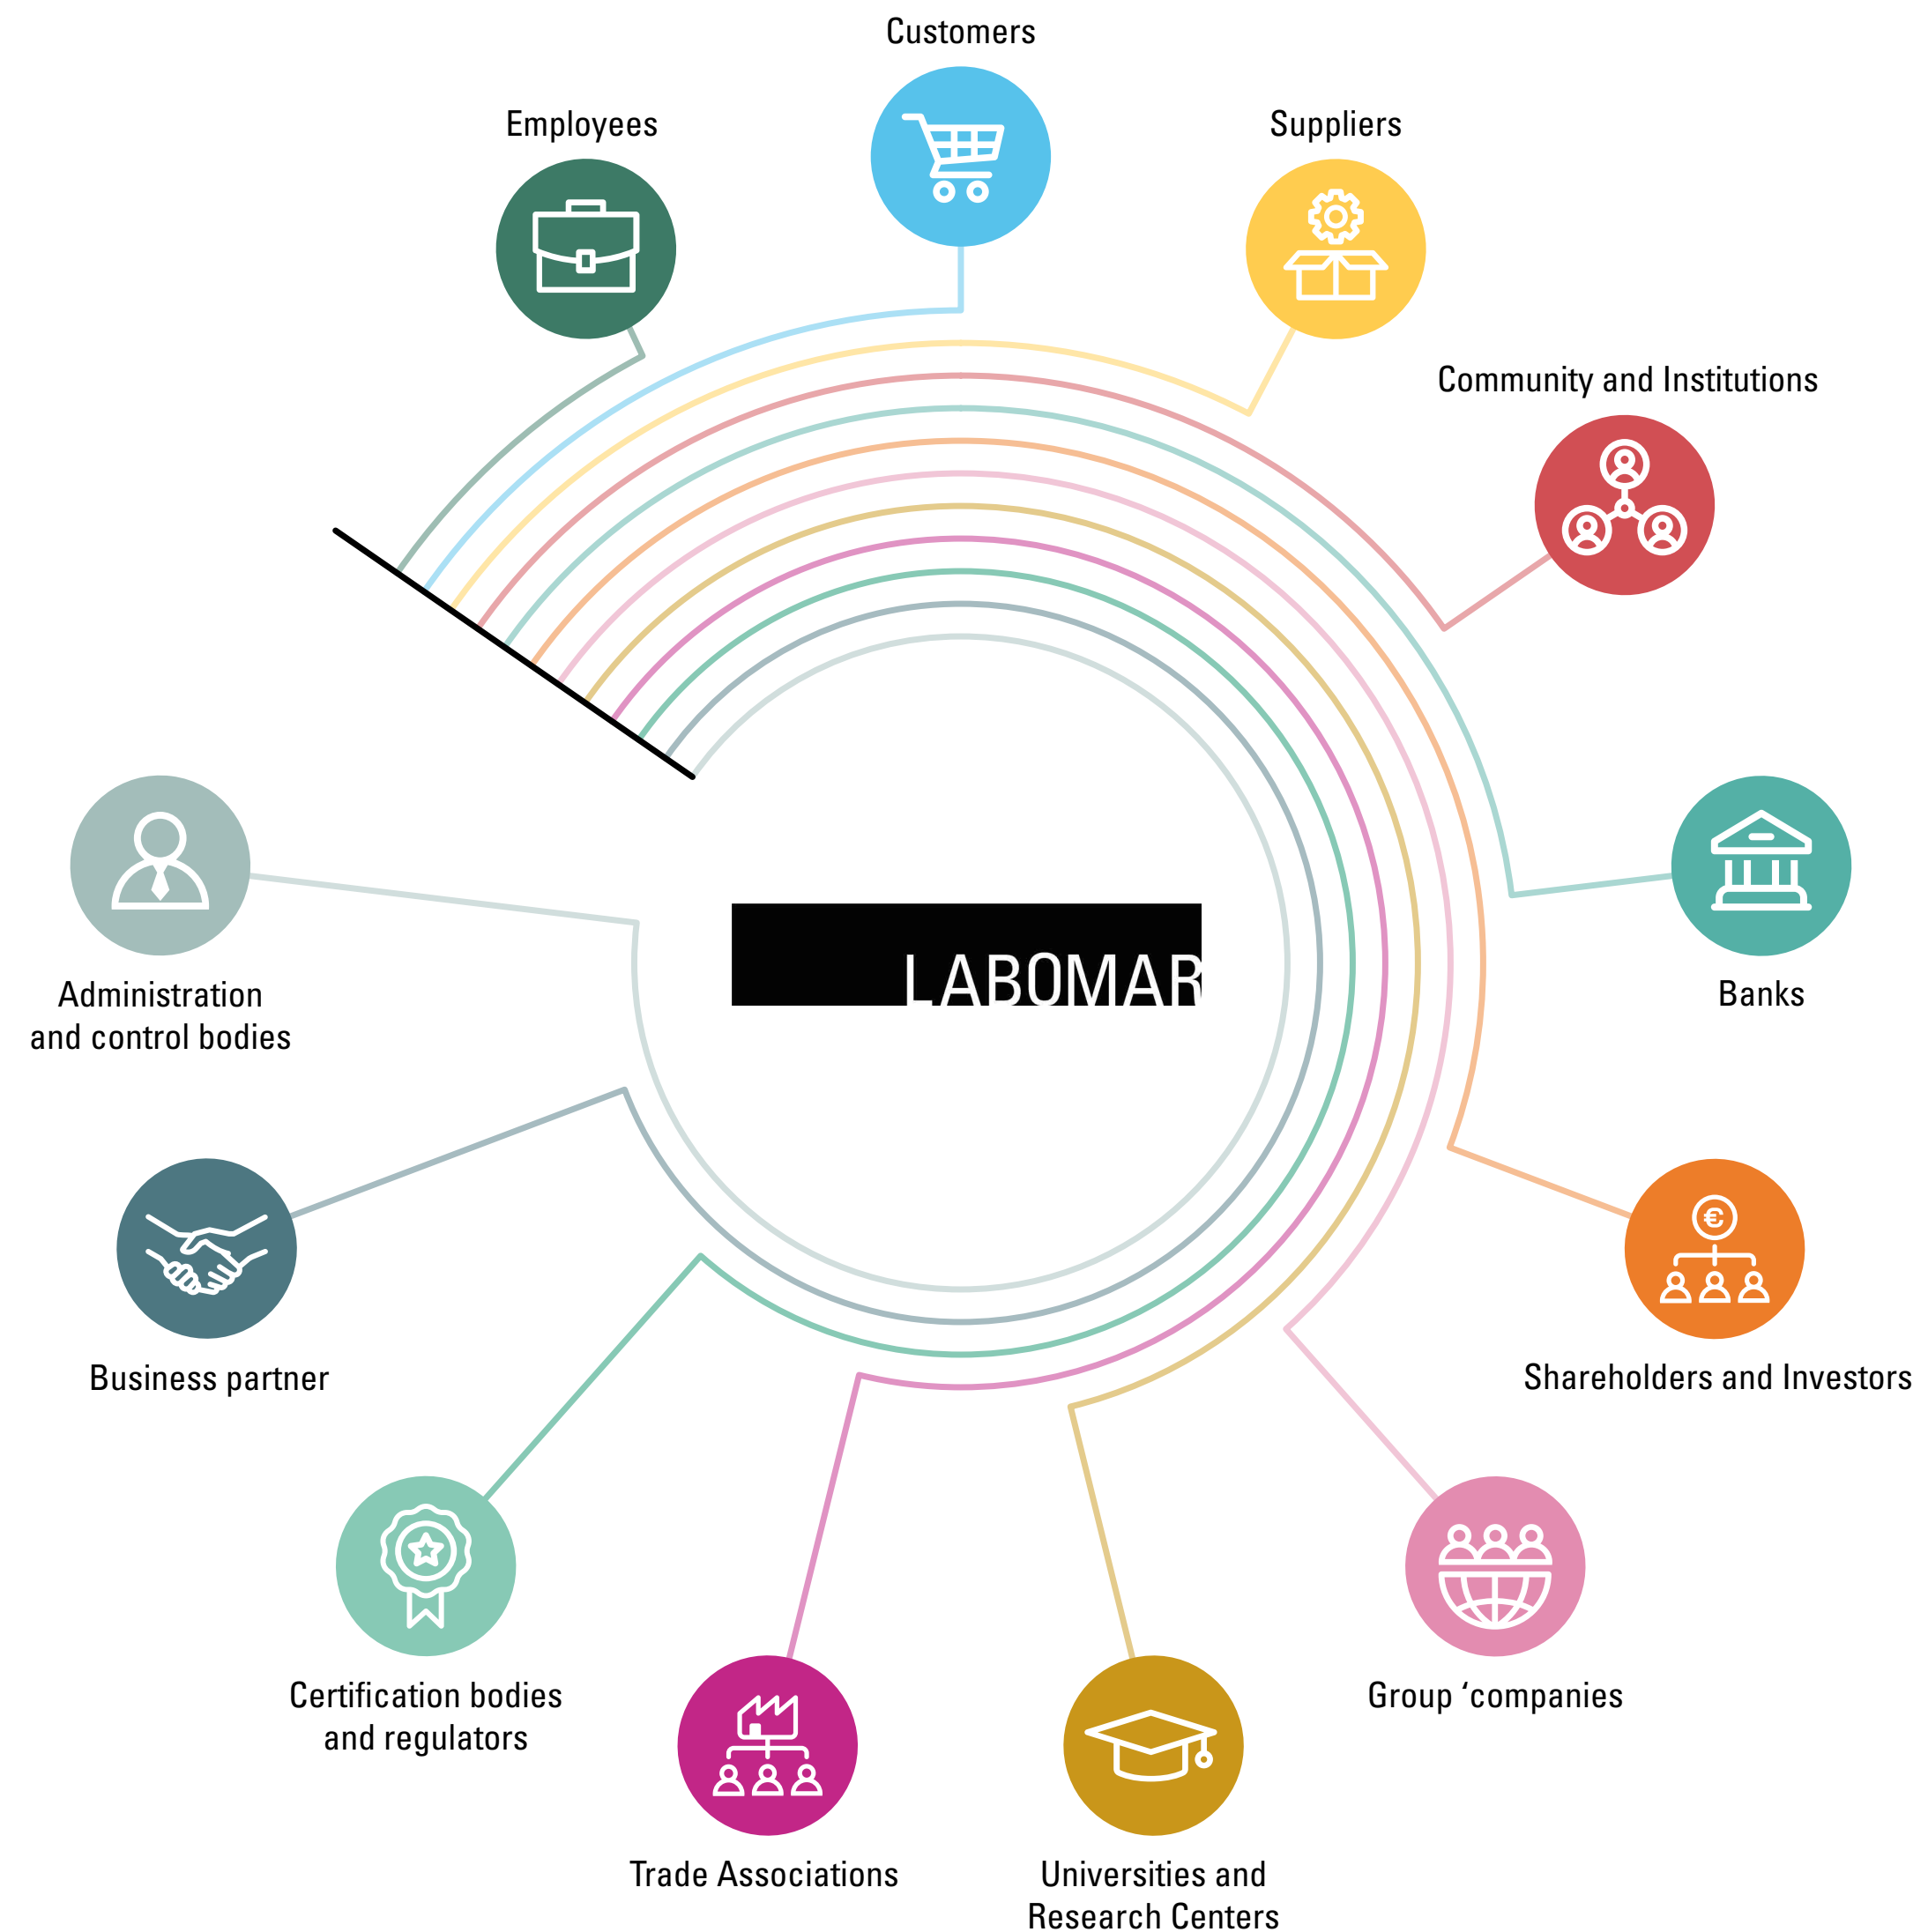 Customers
Employees
Suppliers
Community and Institutions
LABOMAR
Banks
Administration
and control bodies
Business partner
Shareholders and Investors
Certification bodies
and regulators
Group ‘companies
Trade Associations
Universities and
Research Centers
€